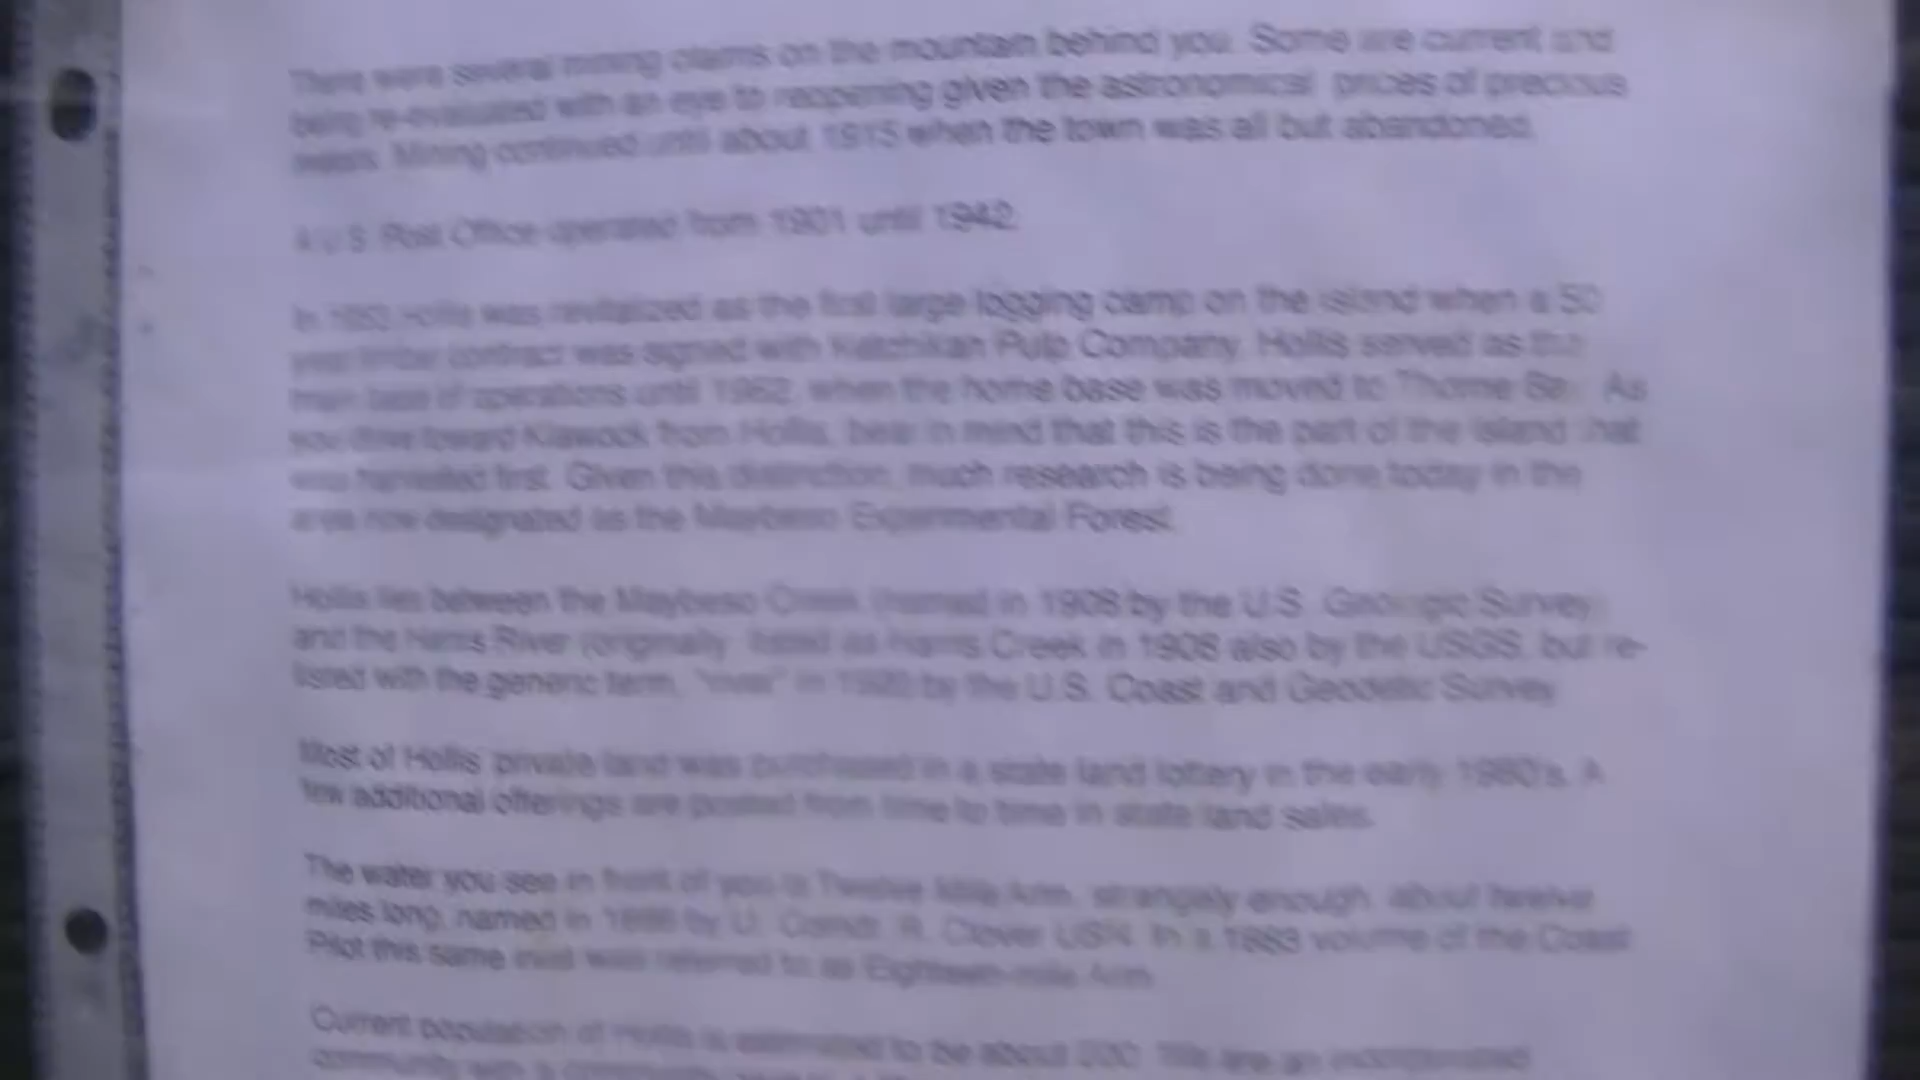 There were several mining claims on the mountain behind you. Some are current and
being re-evaluated with an eye to reopening given the astronomical prices of precious
metals. Mining continued until about 1915 when the town was all but abandoned.
A U.S. Post Office operated from 1901 until 1942.
In Hollis was revitalized as the first large logging camp on the island when a 50
year timber contract was signed with Ketchikan Pulp Company. Hollis served as the
main base of operations until 1962, when the home base was moved to Thorne Bay. As
you drive toward Klawock from Hollis, bear in mind that this is the part of the island that
was harvested first. Given this distinction, much research is being done today in the
area now designated as the Maybeso Experimental Forest.
Hollis lies between the Maybeso Creek (named in 1908 by the U.S. Geologic Survey)
and the Harris River (originally listed as Harris Creek in 1908 also by the USGS, but re-
listed with the generic term, "river" in by the U.S. Coast and Geodetic Survey
Most of Hollis' private land was purchased in a state land lottery in the early 1980's. A
few additional offerings are posted from time to time in state land sales.
The water you see in front of you is Twelve Mile Arm, strangely enough, about twelve
miles long, named in by Clover USN. In a 1883 volume of the Coast
Pilot this same inlet was referred to as Eighteen-mile Arm.
Current population of Hollis is estimated to be about 200. We are an
community with a community